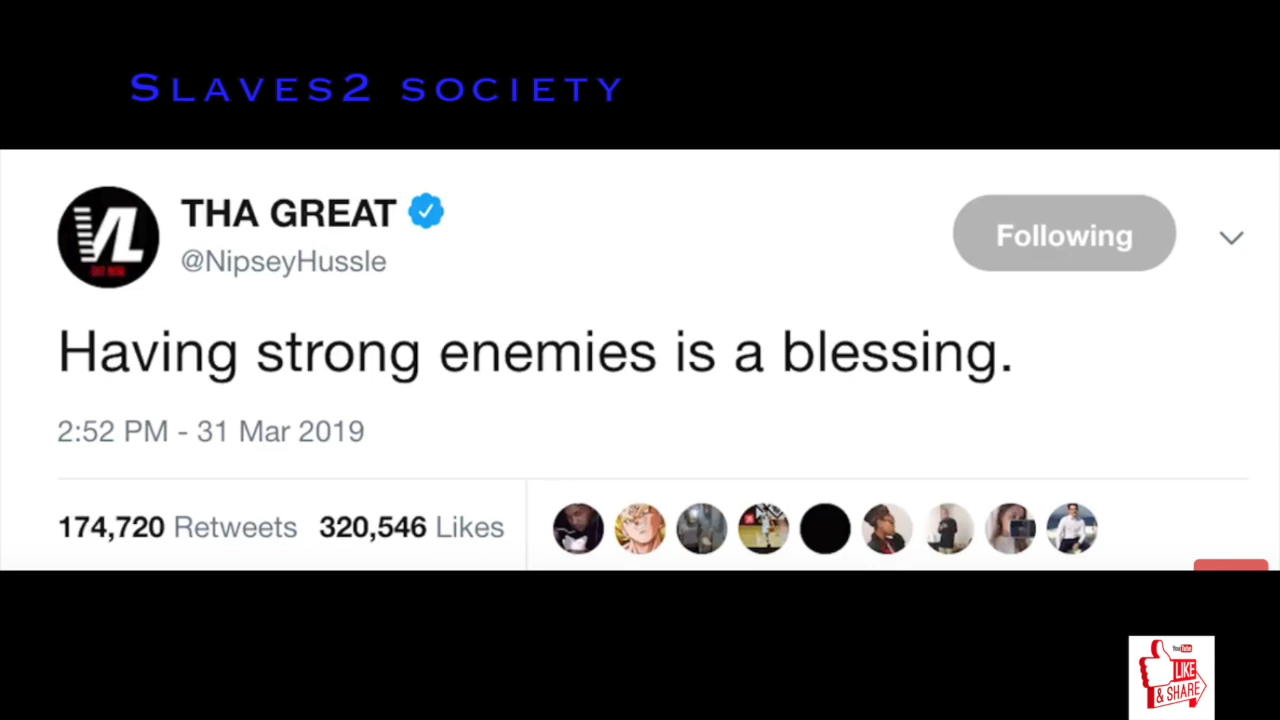 SLAVES2 SOCIETY
THA GREAT
@NipseyHussle
Following
Having strong enemies is a blessing.
2:52 PM - 31 Mar 2019
174,720 Retweets 320,546 Likes
YouTube
LIKE
& SHARE